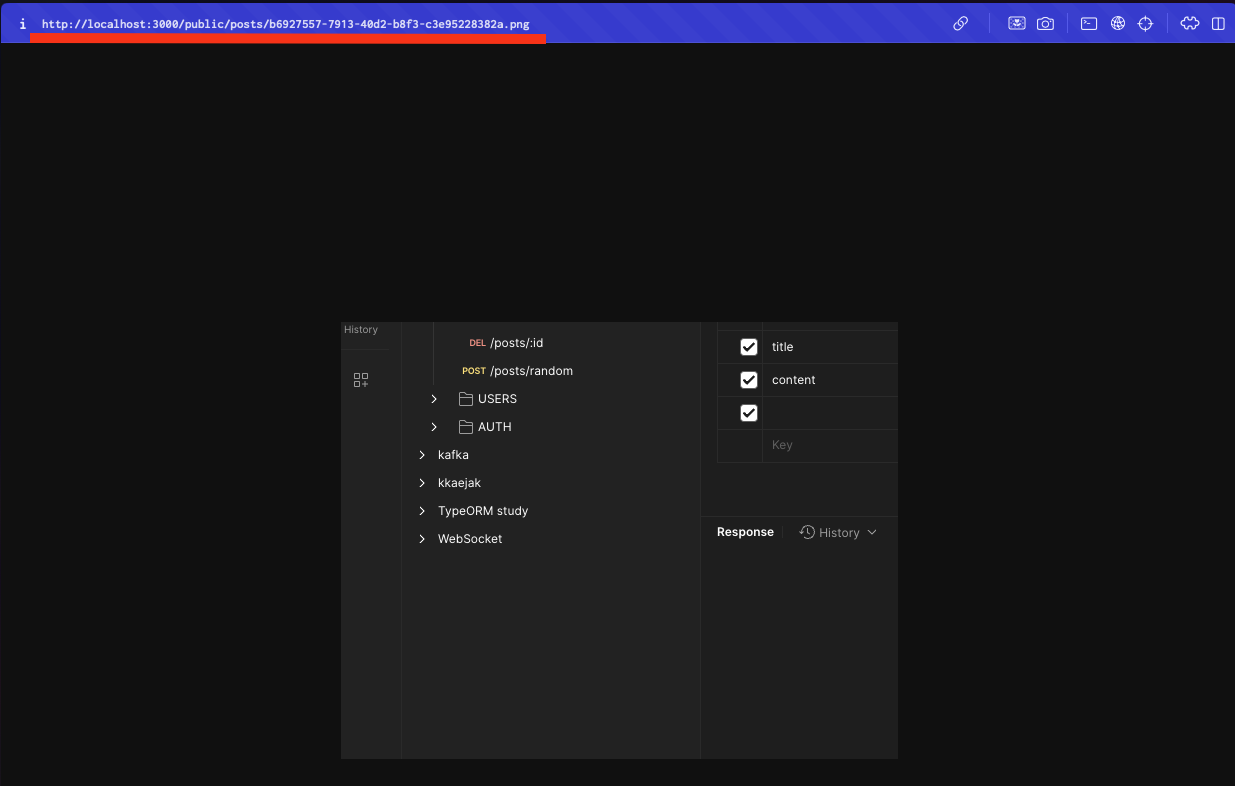 http://localhost:3000/public/posts/b6927557-7913-40d2-b8f3-c3e95228382a.png
History
DEL /posts/:id
POST /posts/random
USERS
AUTH
kafka
kkaejak
TypeORM study
WebSocket
title
content
Key
Response
History